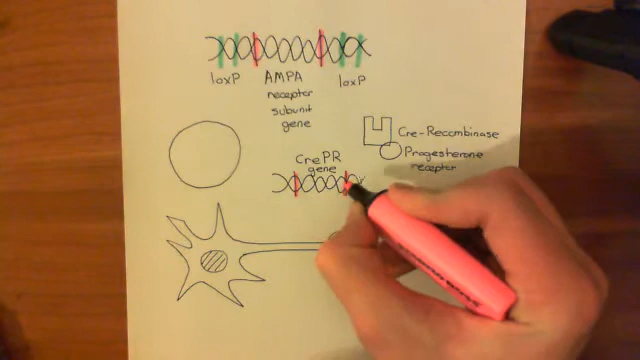 loxP AMPA loxP
receptor
subunit
gene
Cre-Recombinase
Progesterone
receptor
CrePR
gene